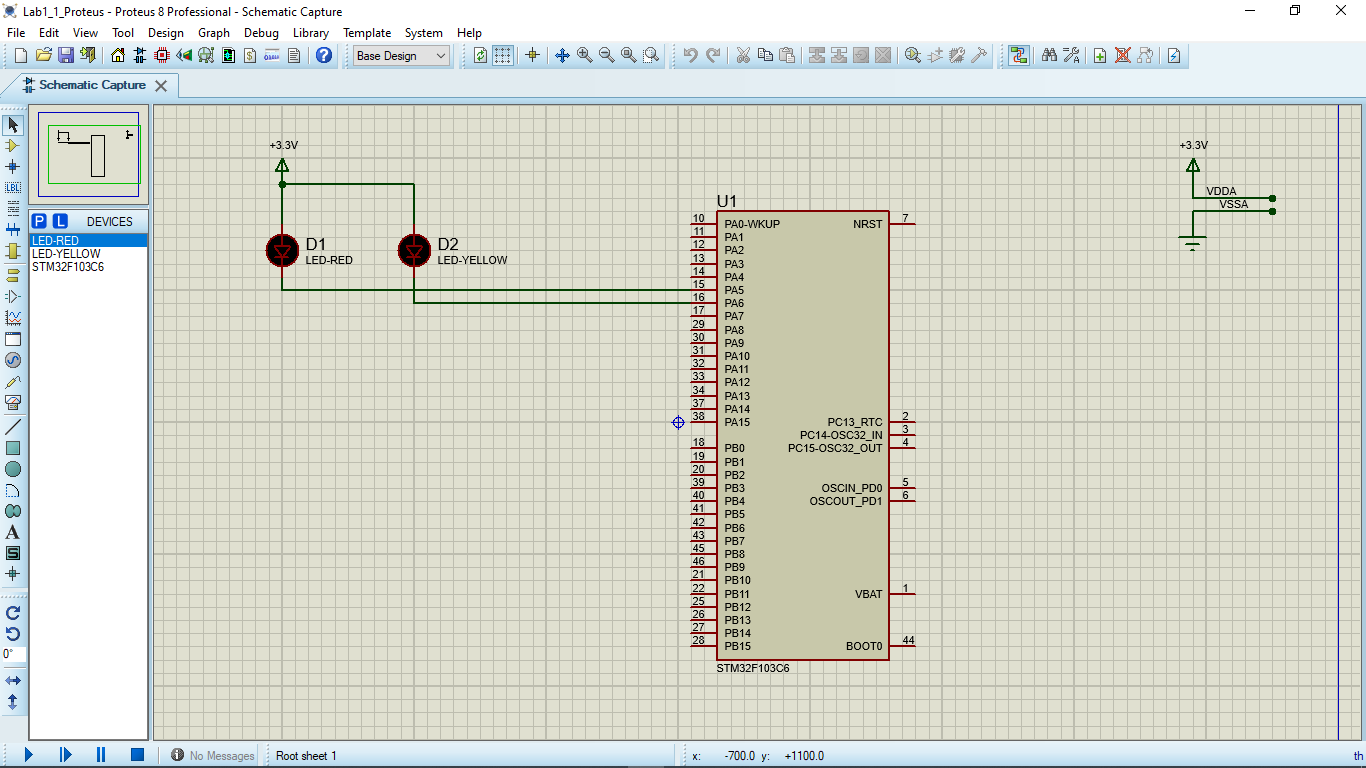 Lab1_1_Proteus - Proteus 8 Professional - Schematic Capture
File Edit View Tool Design Graph Debug Library Template System Help
Base Design
Schematic Capture
P L DEVICES
LED-RED
LED-YELLOW
STM32F103C6
LBL
A
S
0°
+3.3V
D1
LED-RED
D2
LED-YELLOW
U1
10 PA0-WKUP
11 PA1
12 PA2
13 PA3
14 PA4
15 PA5
16 PA6
17 PA7
29 PA8
30 PA9
31 PA10
32 PA11
33 PA12
34 PA13
37 PA14
38 PA15
18 PB0
19 PB1
20 PB2
39 PB3
40 PB4
41 PB5
42 PB6
43 PB7
45 PB8
46 PB9
21 PB10
22 PB11
25 PB12
26 PB13
27 PB14
28 PB15
NRST 7
PC13_RTC 2
PC14-OSC32_IN 3
PC15-OSC32_OUT 4
OSCIN_PD0 5
OSCOUT_PD1 6
VBAT 1
BOOT0 44
STM32F103C6
+3.3V
VDDA
VSSA
No Messages
Root sheet 1
x: -700.0 y: +1100.0
th